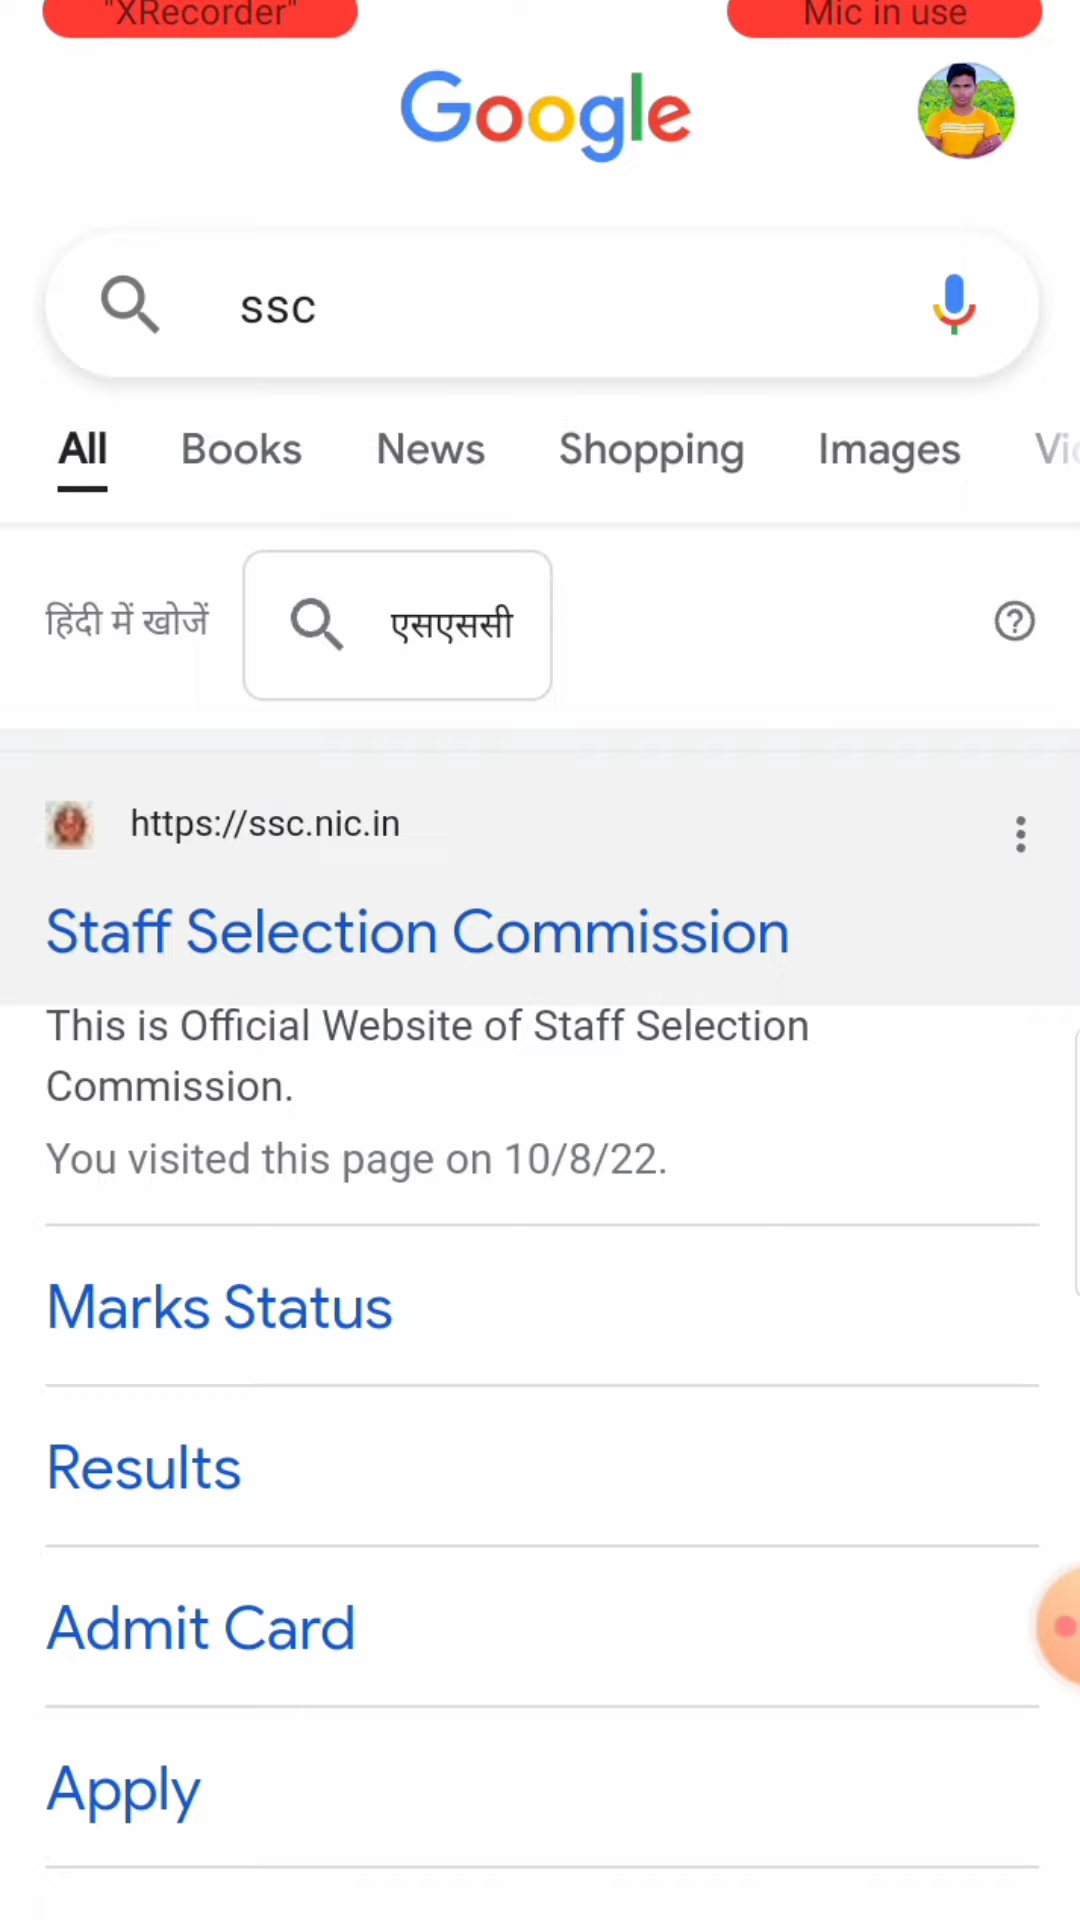 "XRecorder"
Mic in use
Google
ssc
All Books News Shopping Images Vic
हिंदी में खोजें
एसएससी
https://ssc.nic.in
Staff Selection Commission
This is Official Website of Staff Selection
Commission.
You visited this page on 10/8/22.
Marks Status
Results
Admit Card
Apply